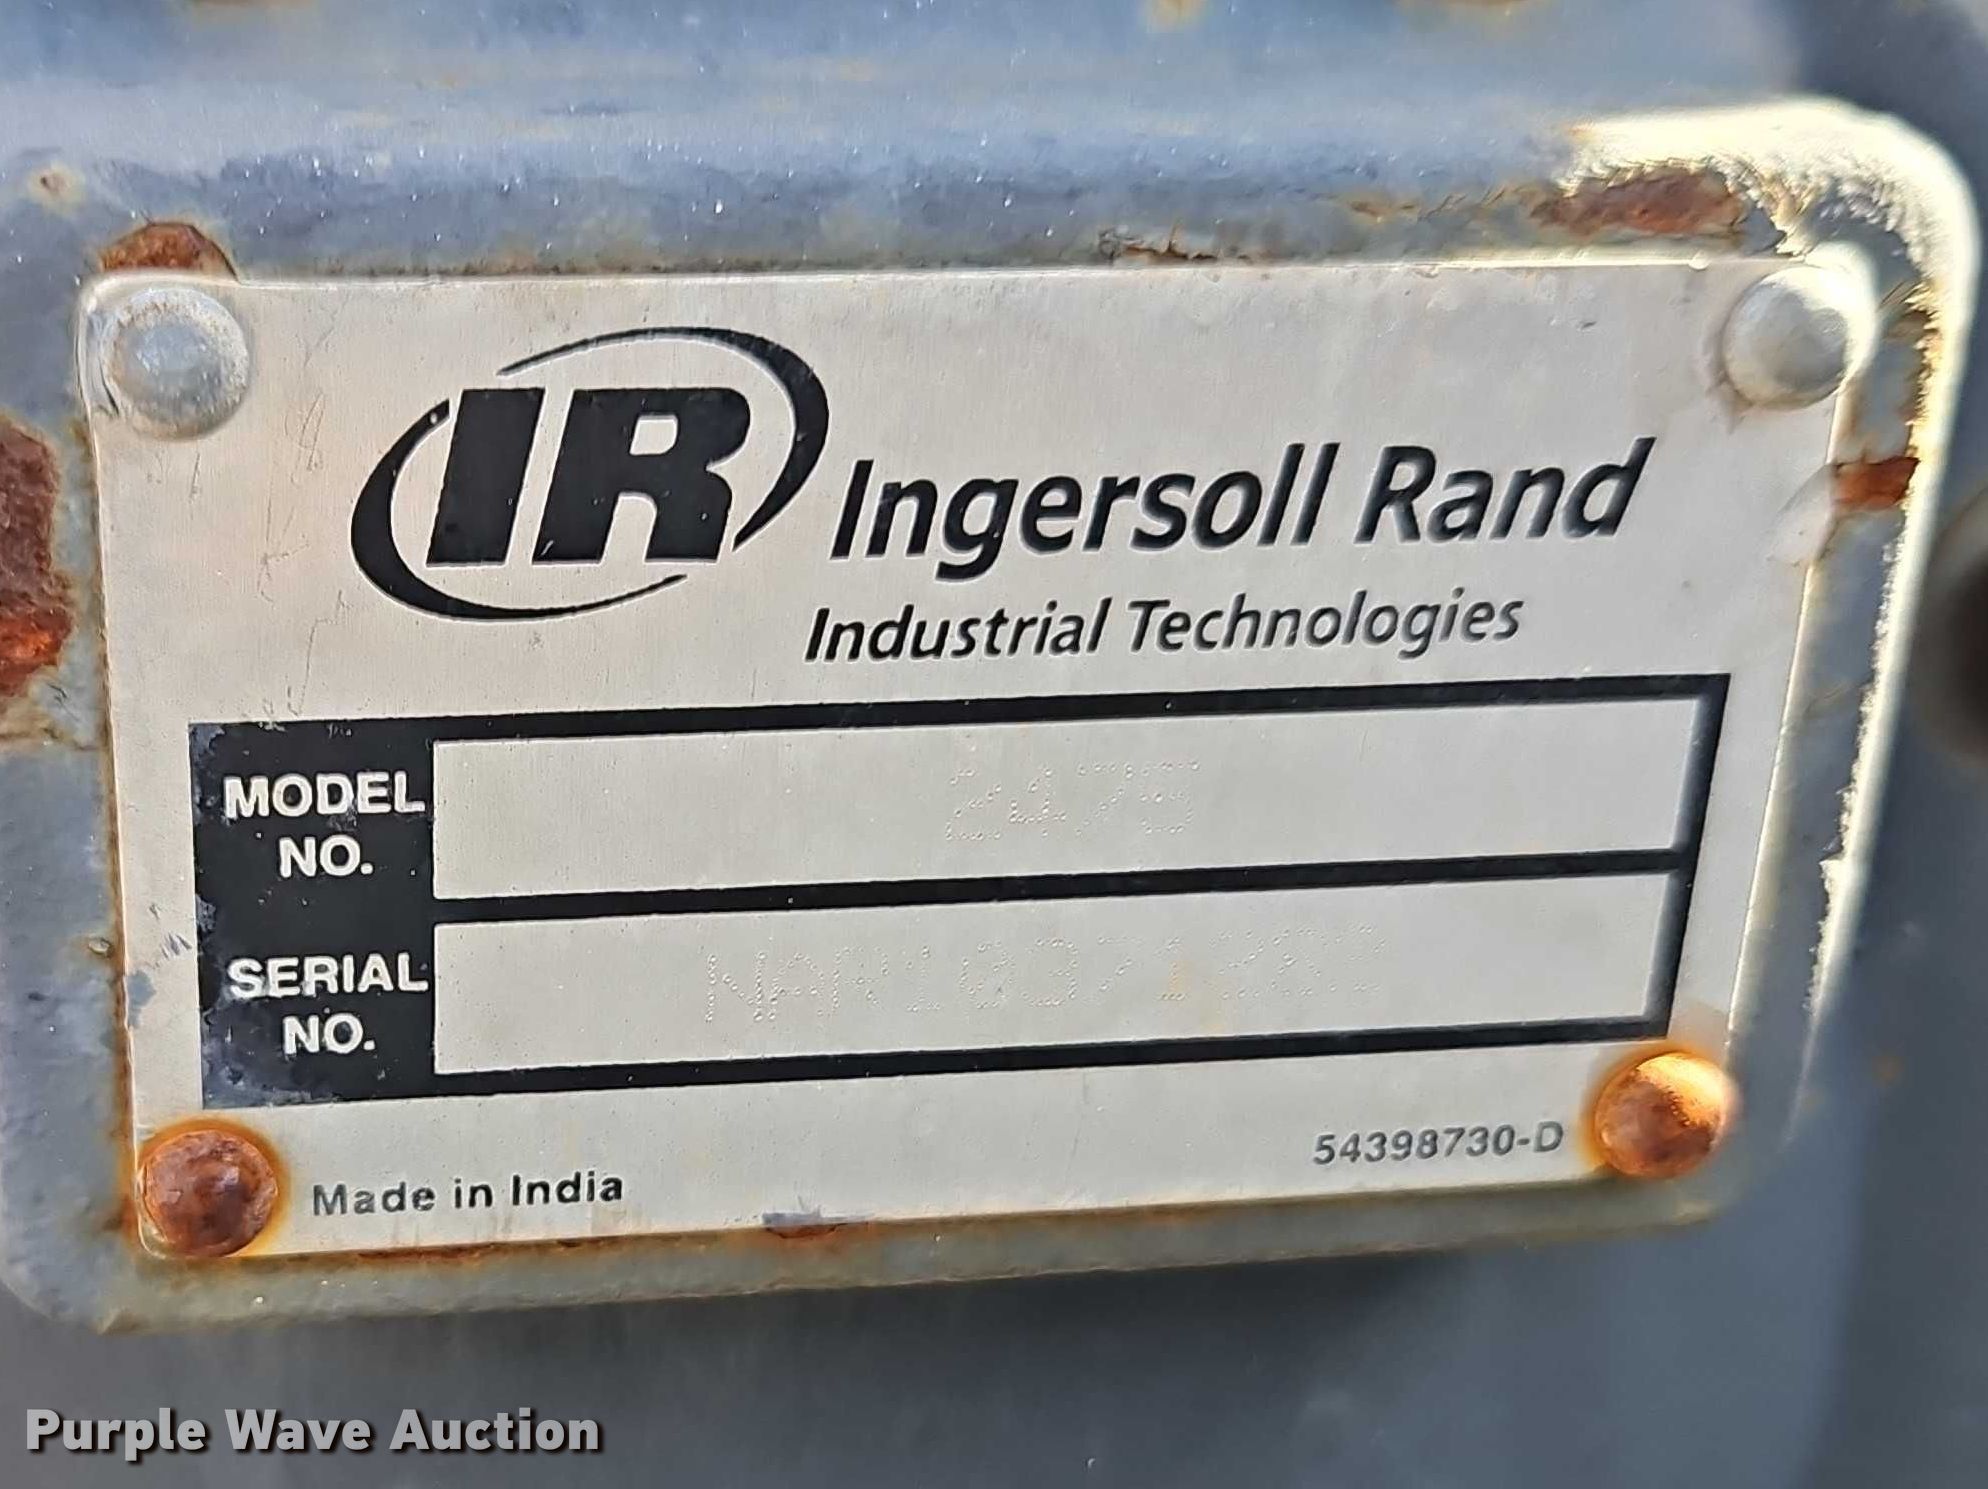 IR Ingersoll Rand
Industrial Technologies
MODEL NO. 2475
SERIAL NO.
Made in India
54398730-D
Purple Wave Auction